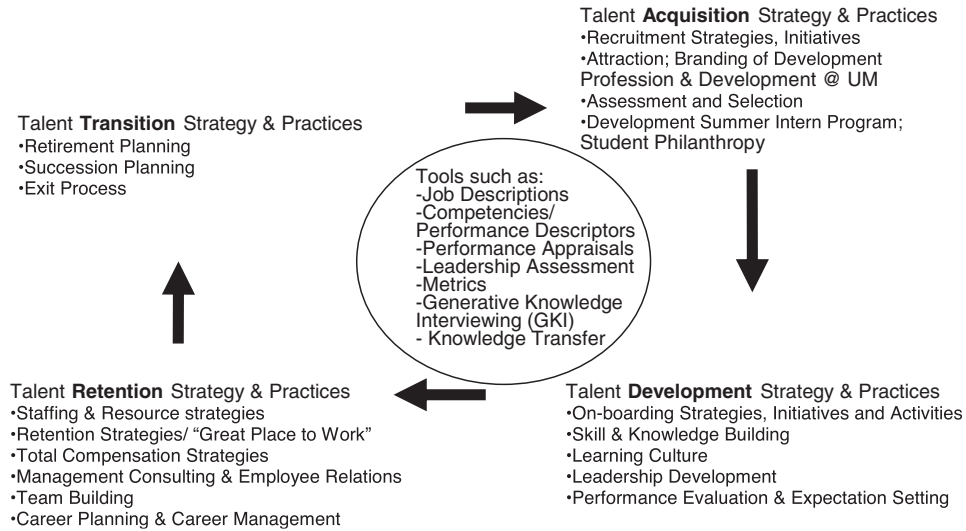 Talent Acquisition Strategy & Practices
•Recruitment Strategies, Initiatives
•Attraction; Branding of Development
Profession & Development @ UM
•Assessment and Selection
•Development Summer Intern Program;
Student Philanthropy
Talent Transition Strategy & Practices
•Retirement Planning
•Succession Planning
•Exit Process
Tools such as:
-Job Descriptions
-Competencies/
Performance Descriptors
-Performance Appraisals
-Leadership Assessment
-Metrics
-Generative Knowledge
Interviewing (GKI)
- Knowledge Transfer
Talent Retention Strategy & Practices
•Staffing & Resource strategies
•Retention Strategies/ “Great Place to Work”
•Total Compensation Strategies
•Management Consulting & Employee Relations
•Team Building
•Career Planning & Career Management
Talent Development Strategy & Practices
•On-boarding Strategies, Initiatives and Activities
•Skill & Knowledge Building
•Learning Culture
•Leadership Development
•Performance Evaluation & Expectation Setting